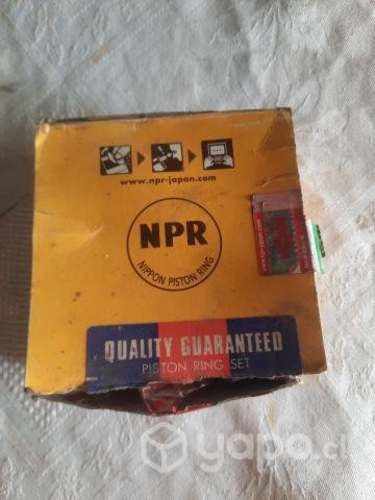 www.npr-japan.com
NPR
NIPPON PISTON RING
QUALITY GUARANTEED
PISTON RING SET
yapo.cl